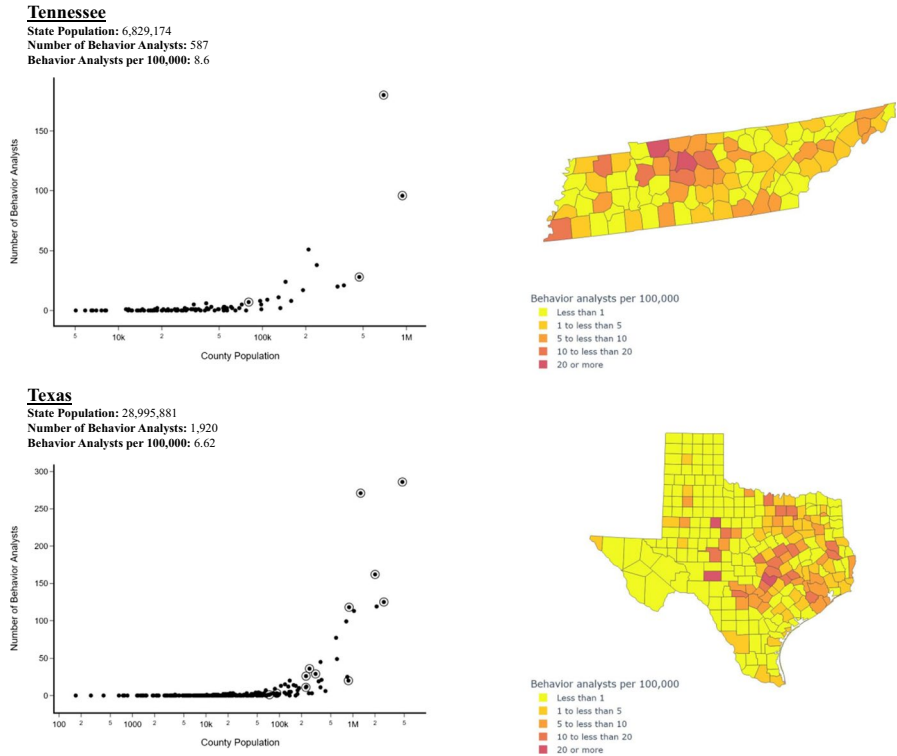 Tennessee
State Population: 6,829,174
Number of Behavior Analysts: 587
Behavior Analysts per 100,000: 8.6
Number of Behavior Analysts
150
100
50
0
5 10k 2 5 100k 2 5 1M
County Population
Behavior analysts per 100,000
Less than 1
1 to less than 5
5 to less than 10
10 to less than 20
20 or more
Texas
State Population: 28,995,881
Number of Behavior Analysts: 1,920
Behavior Analysts per 100,000: 6.62
Number of Behavior Analysts
300
250
200
150
100
50
0
100 2 5 1000 2 5 10k 2 5 100k 2 5 1M 2 5
County Population
Behavior analysts per 100,000
Less than 1
1 to less than 5
5 to less than 10
10 to less than 20
20 or more